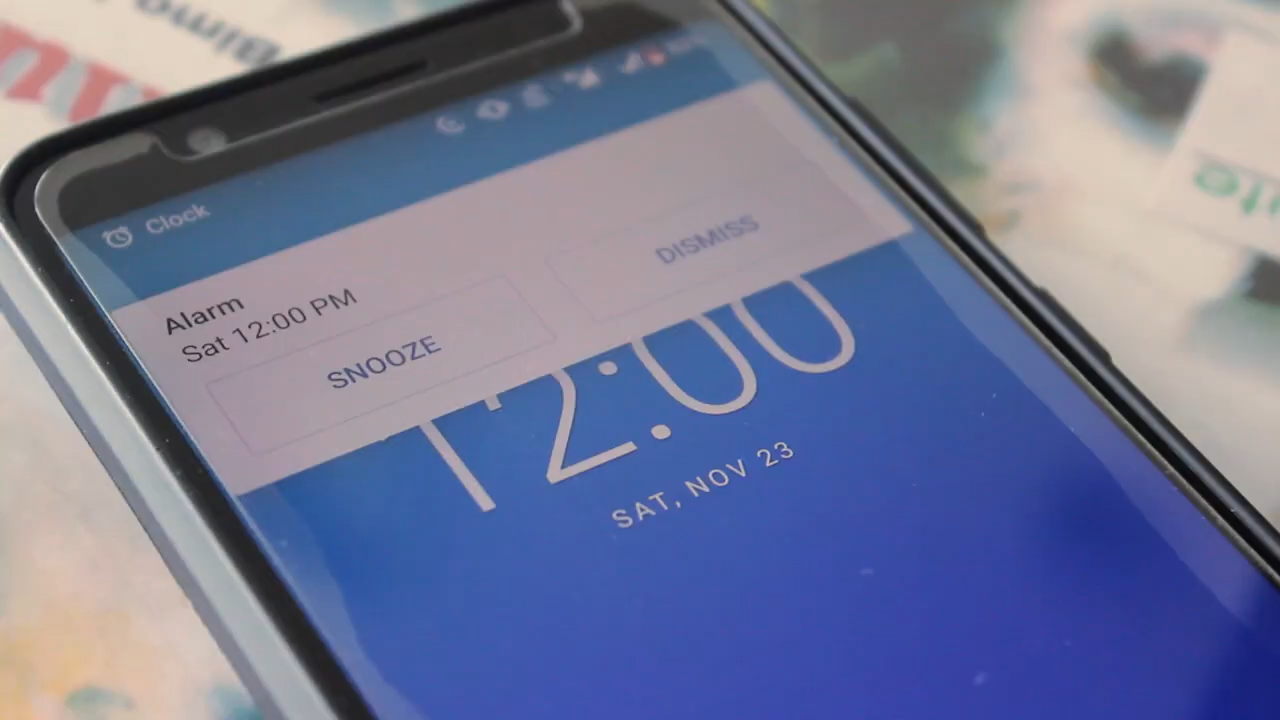 Clock
Alarm
Sat 12:00 PM
SNOOZE
DISMISS
12:00
SAT, NOV 23